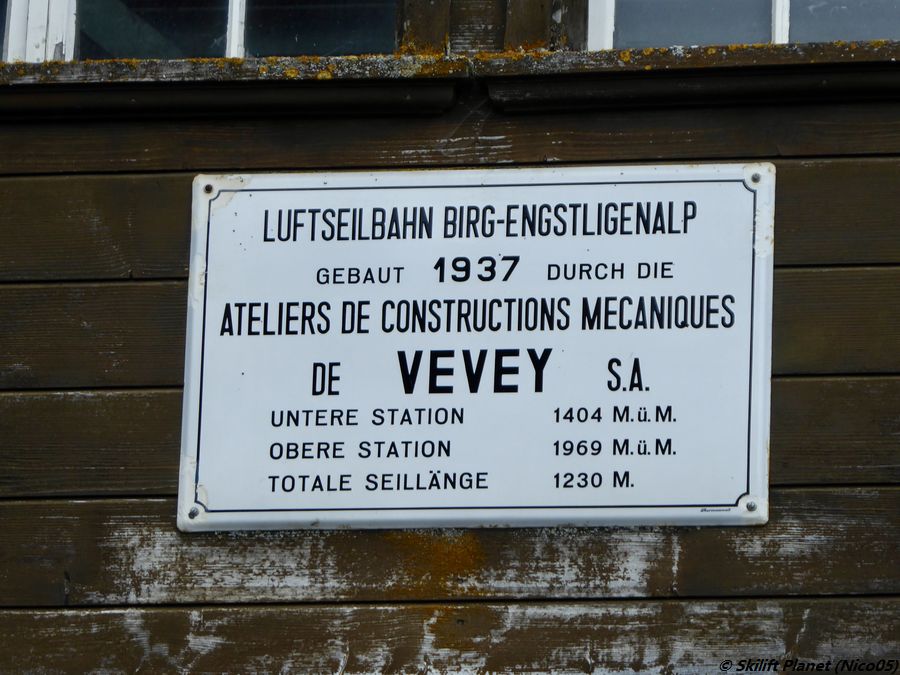 LUFTSEILBAHN BIRG-ENGSTLIGENALP
GEBAUT 1937 DURCH DIE
ATELIERS DE CONSTRUCTIONS MECANIQUES
DE VEVEY S.A.
UNTERE STATION 1404 M.ü.M.
OBERE STATION 1969 M.ü.M.
TOTALE SEILLÄNGE 1230 M.
© Skilift Planet (Nico05)